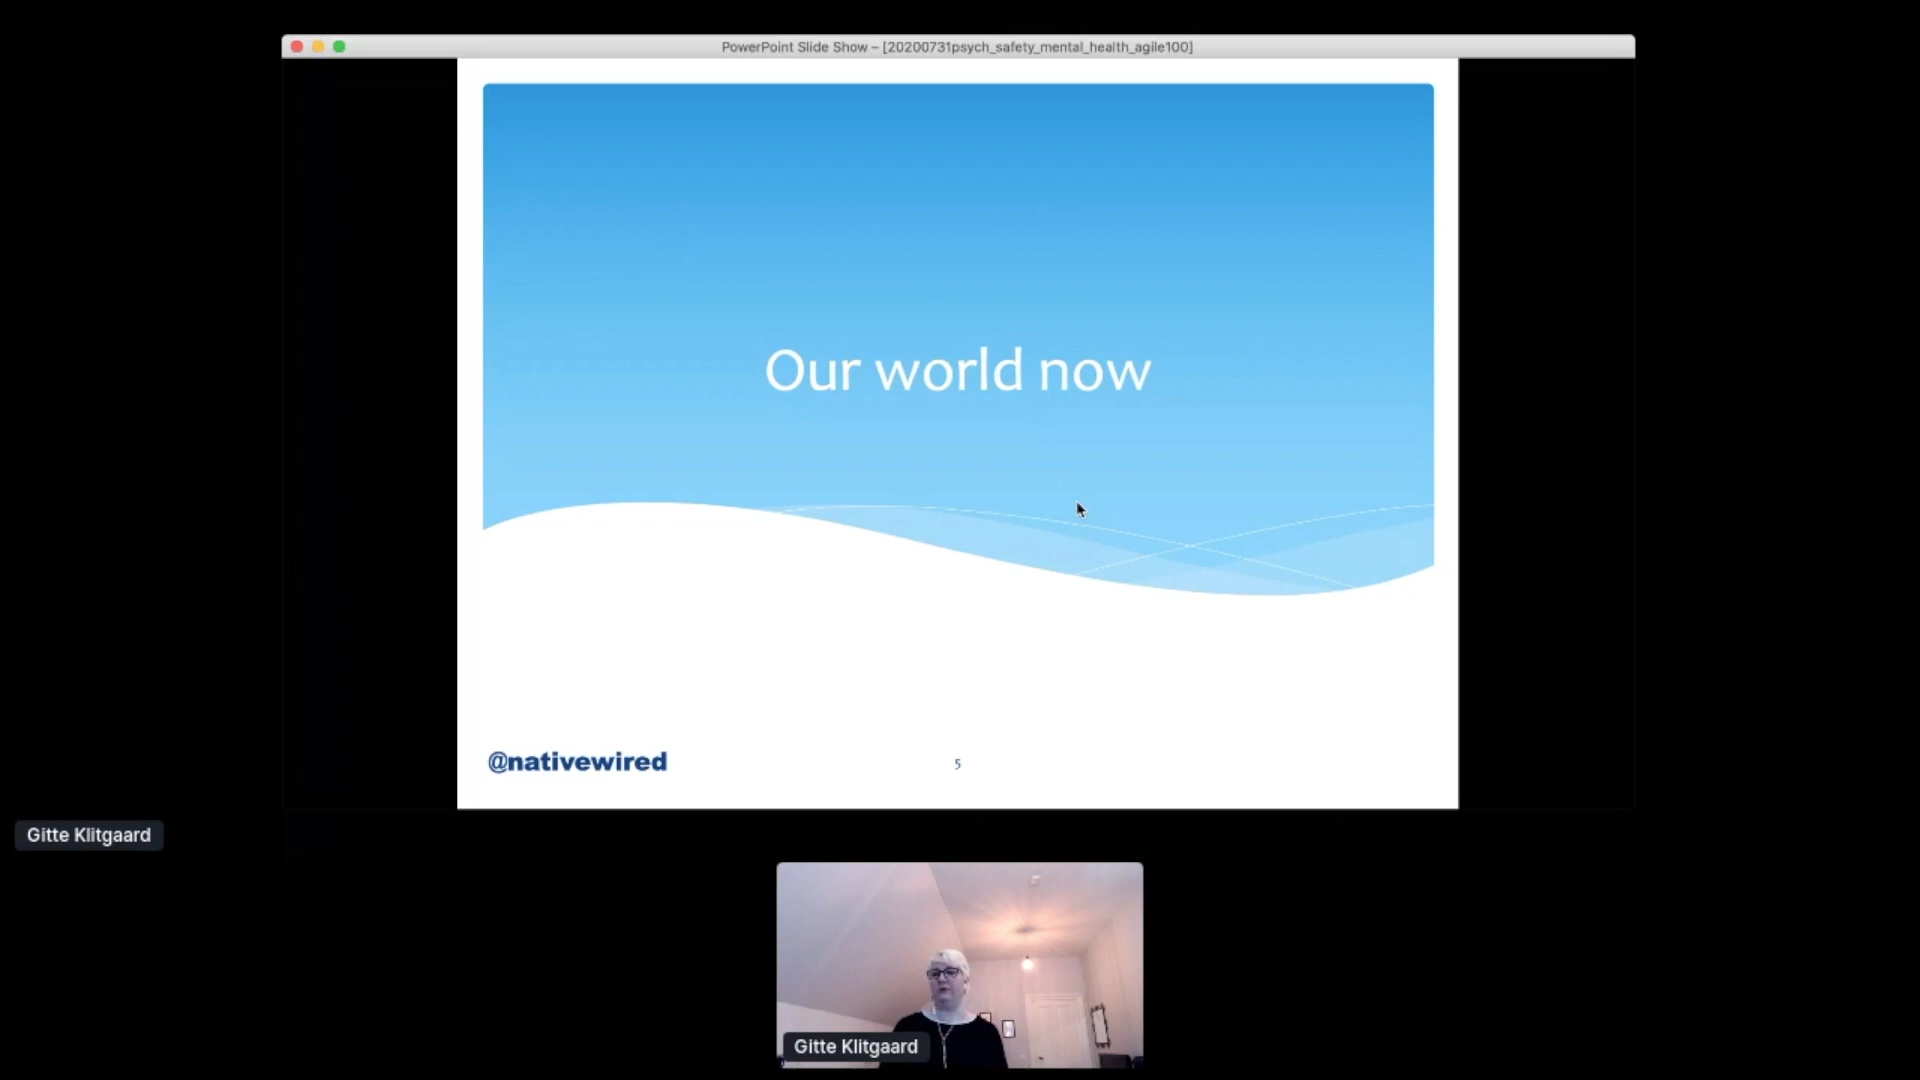 PowerPoint Slide Show – [20200731psych_safety_mental_health_agile100]
Our world now
@nativewired
5
Gitte Klitgaard
Gitte Klitgaard